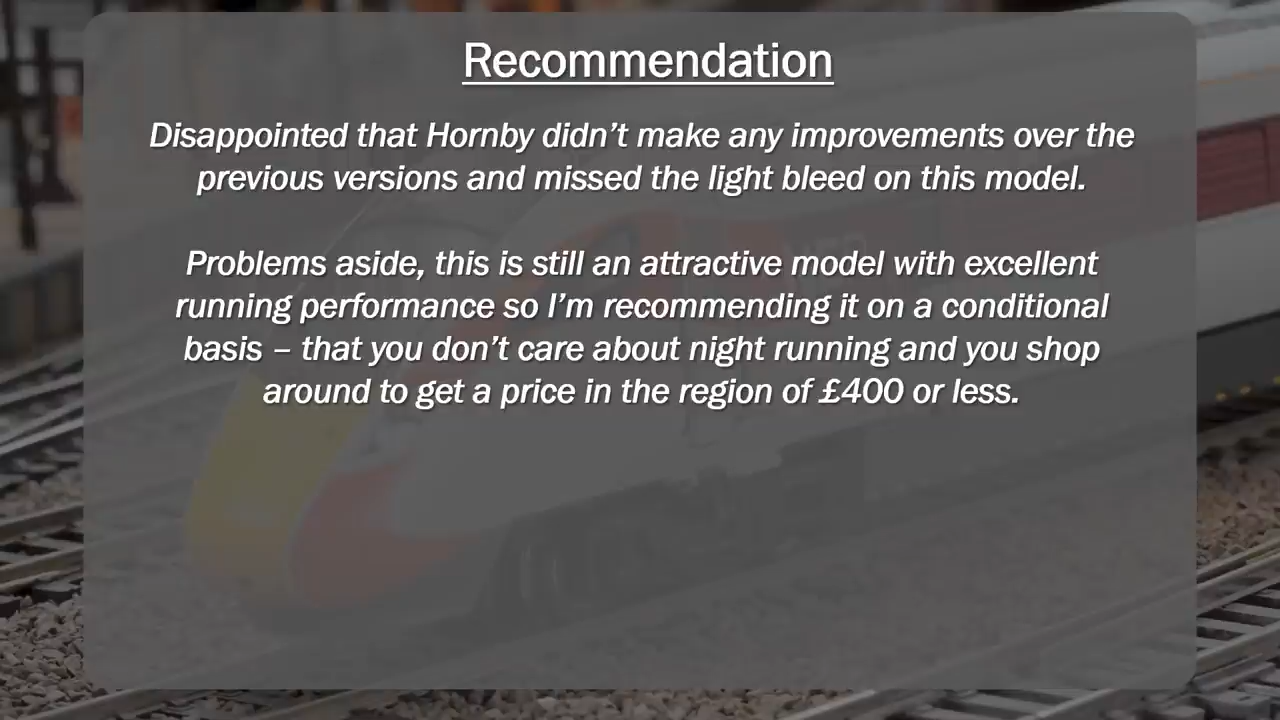 Recommendation
Disappointed that Hornby didn’t make any improvements over the
previous versions and missed the light bleed on this model.
Problems aside, this is still an attractive model with excellent
running performance so I’m recommending it on a conditional
basis – that you don’t care about night running and you shop
around to get a price in the region of £400 or less.